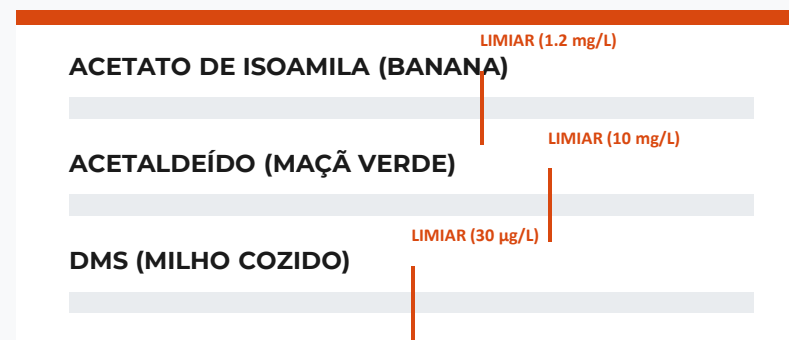 LIMIAR (1.2 mg/L)
ACETATO DE ISOAMILA (BANANA)
LIMIAR (10 mg/L)
ACETALDEÍDO (MAÇÃ VERDE)
LIMIAR (30 µg/L)
DMS (MILHO COZIDO)